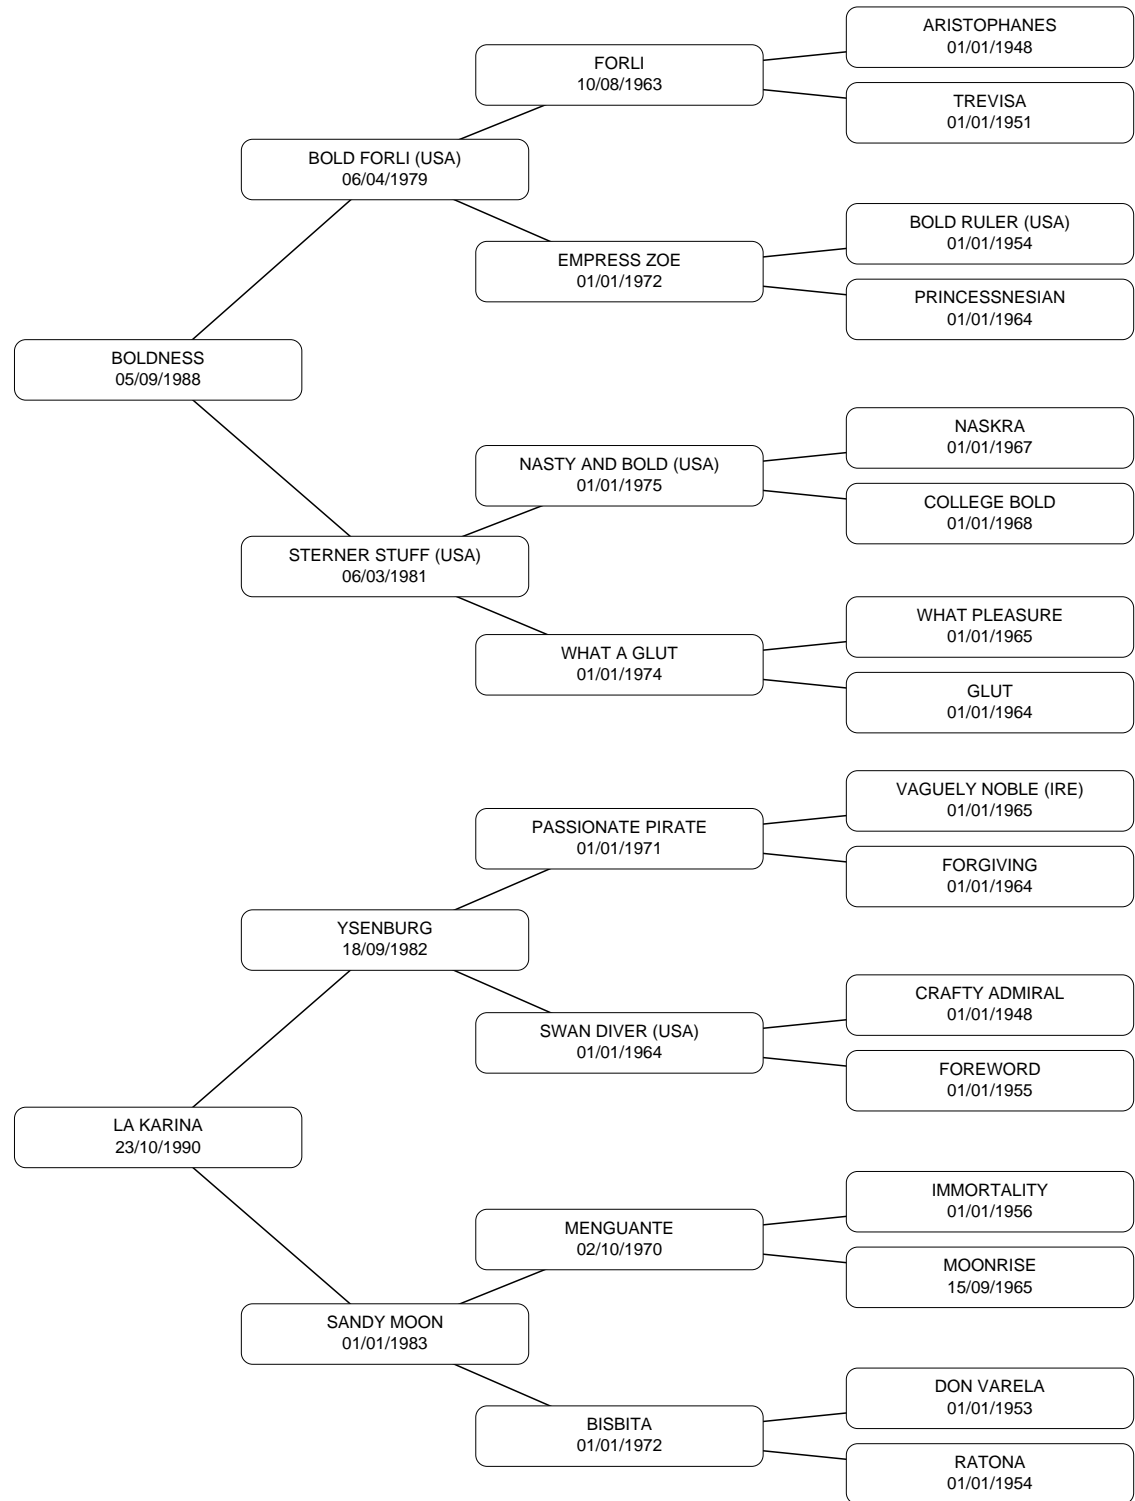 ARISTOPHANES
01/01/1948
FORLI
10/08/1963
TREVISA
01/01/1951
BOLD FORLI (USA)
06/04/1979
BOLD RULER (USA)
01/01/1954
EMPRESS ZOE
01/01/1972
PRINCESSNESIAN
01/01/1964
BOLDNESS
05/09/1988
NASKRA
01/01/1967
NASTY AND BOLD (USA)
01/01/1975
COLLEGE BOLD
01/01/1968
STERNER STUFF (USA)
06/03/1981
WHAT PLEASURE
01/01/1965
WHAT A GLUT
01/01/1974
GLUT
01/01/1964
VAGUELY NOBLE (IRE)
01/01/1965
PASSIONATE PIRATE
01/01/1971
FORGIVING
01/01/1964
YSENBURG
18/09/1982
CRAFTY ADMIRAL
01/01/1948
SWAN DIVER (USA)
01/01/1964
FOREWORD
01/01/1955
LA KARINA
23/10/1990
IMMORTALITY
01/01/1956
MENGUANTE
02/10/1970
MOONRISE
15/09/1965
SANDY MOON
01/01/1983
DON VARELA
01/01/1953
BISBITA
01/01/1972
RATONA
01/01/1954